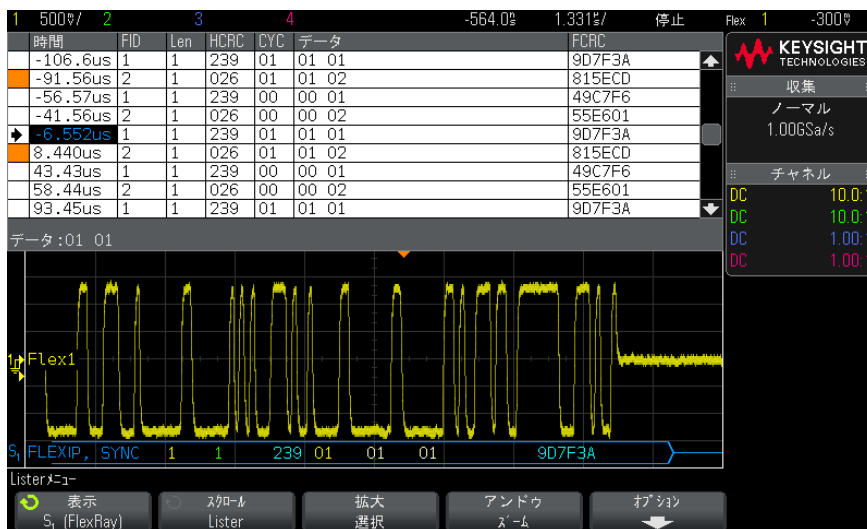 1 500㎷/ 2 3 4 -564.0㎱ 1.331㎲/ 停止 Flex 1 -300㎷
時間 FID Len HCRC CYC データ FCRC
-106.6us 1 1 239 01 01 01 9D7F3A
-91.56us 2 1 026 01 01 02 815ECD
-56.57us 1 1 239 00 00 01 49C7F6
-41.56us 2 1 026 00 00 02 55E601
-6.552us 1 1 239 01 01 01 9D7F3A
8.440us 2 1 026 01 01 02 815ECD
43.43us 1 1 239 00 00 01 49C7F6
58.44us 2 1 026 00 00 02 55E601
93.45us 1 1 239 01 01 01 9D7F3A
データ:01 01
KEYSIGHT
TECHNOLOGIES
収集
ノーマル
1.00GSa/s
チャネル
DC 10.0:
DC 10.0:
DC 1.00:
DC 1.00:
1 Flex1
S1 FLEXIP, SYNC 1 1 239 01 01 01 9D7F3A
Listerメニュー
表示
S1 (FlexRay)
スクロール
Lister
拡大
選択
アンドゥ
ズーム
オプション